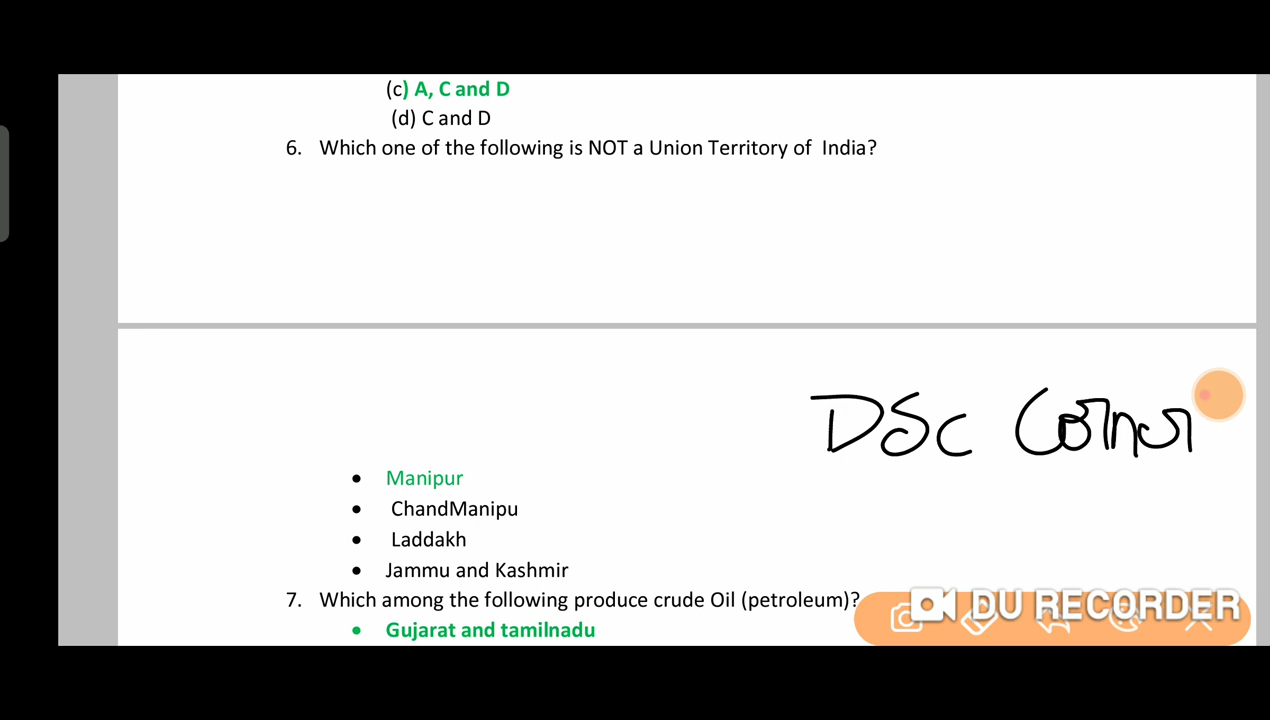 (c) A, C and D
(d) C and D
6. Which one of the following is NOT a Union Territory of India?
DSC Corner
• Manipur
• ChandManipu
• Laddakh
• Jammu and Kashmir
7. Which among the following produce crude Oil (petroleum)?
DU RECORDER
• Gujarat and tamilnadu